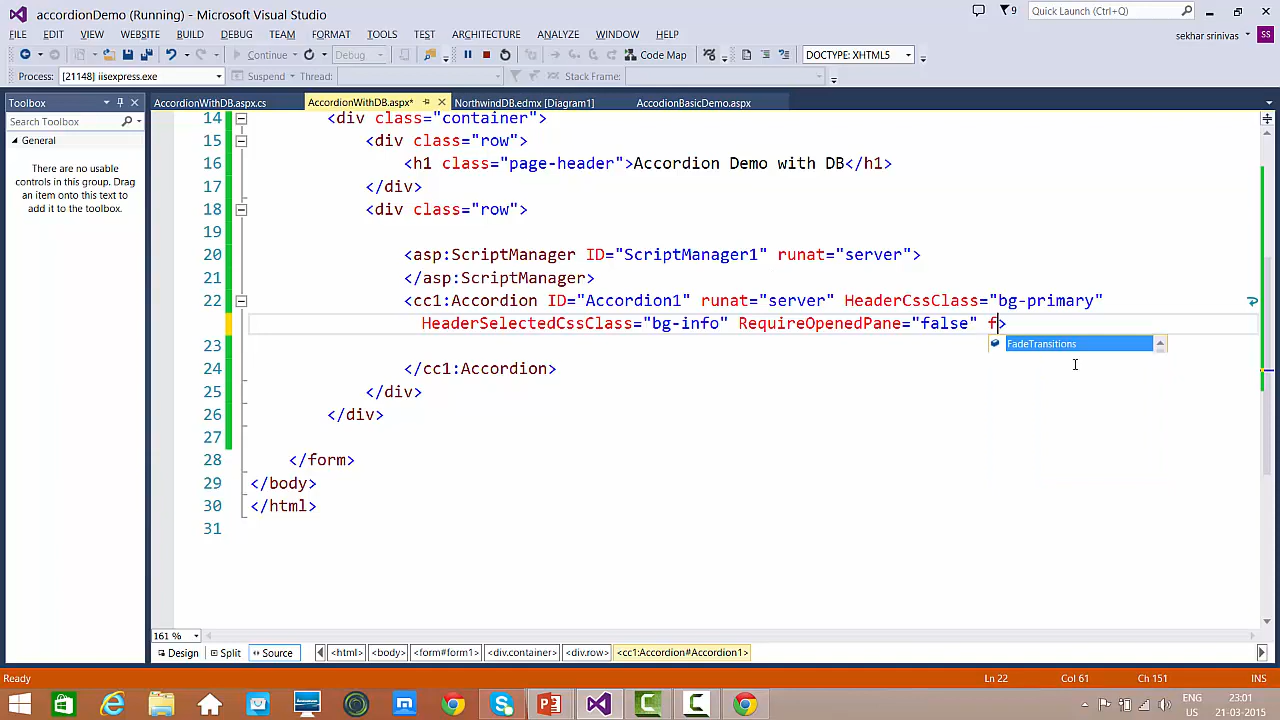 accordionDemo (Running) - Microsoft Visual Studio
9
Quick Launch (Ctrl+Q)
FILE EDIT VIEW WEBSITE BUILD DEBUG TEAM FORMAT TOOLS TEST ARCHITECTURE ANALYZE WINDOW HELP
sekhar srinivas SS
Continue Debug Code Map DOCTYPE: XHTML5
Process: [21148] iisexpress.exe Suspend Thread: Stack Frame:
Toolbox
AccordionWithDB.aspx.cs AccordionWithDB.aspx* NorthwindDB.edmx [Diagram1] AccodionBasicDemo.aspx
Search Toolbox
General
There are no usable
controls in this group. Drag
an item onto this text to
add it to the toolbox.
14 <div class="container">
15 <div class="row">
16 <h1 class="page-header">Accordion Demo with DB</h1>
17 </div>
18 <div class="row">
19
20 <asp:ScriptManager ID="ScriptManager1" runat="server">
21 </asp:ScriptManager>
22 <cc1:Accordion ID="Accordion1" runat="server" HeaderCssClass="bg-primary"
HeaderSelectedCssClass="bg-info" RequireOpenedPane="false" f>
FadeTransitions
23
24 </cc1:Accordion>
25 </div>
26 </div>
27
28 </form>
29 </body>
30 </html>
31
161 %
Design Split Source <html> <body> <form#form1> <div.container> <div.row> <cc1:Accordion#Accordion1>
Ready Ln 22 Col 61 Ch 151 INS
ENG 23:01
US 21-03-2015